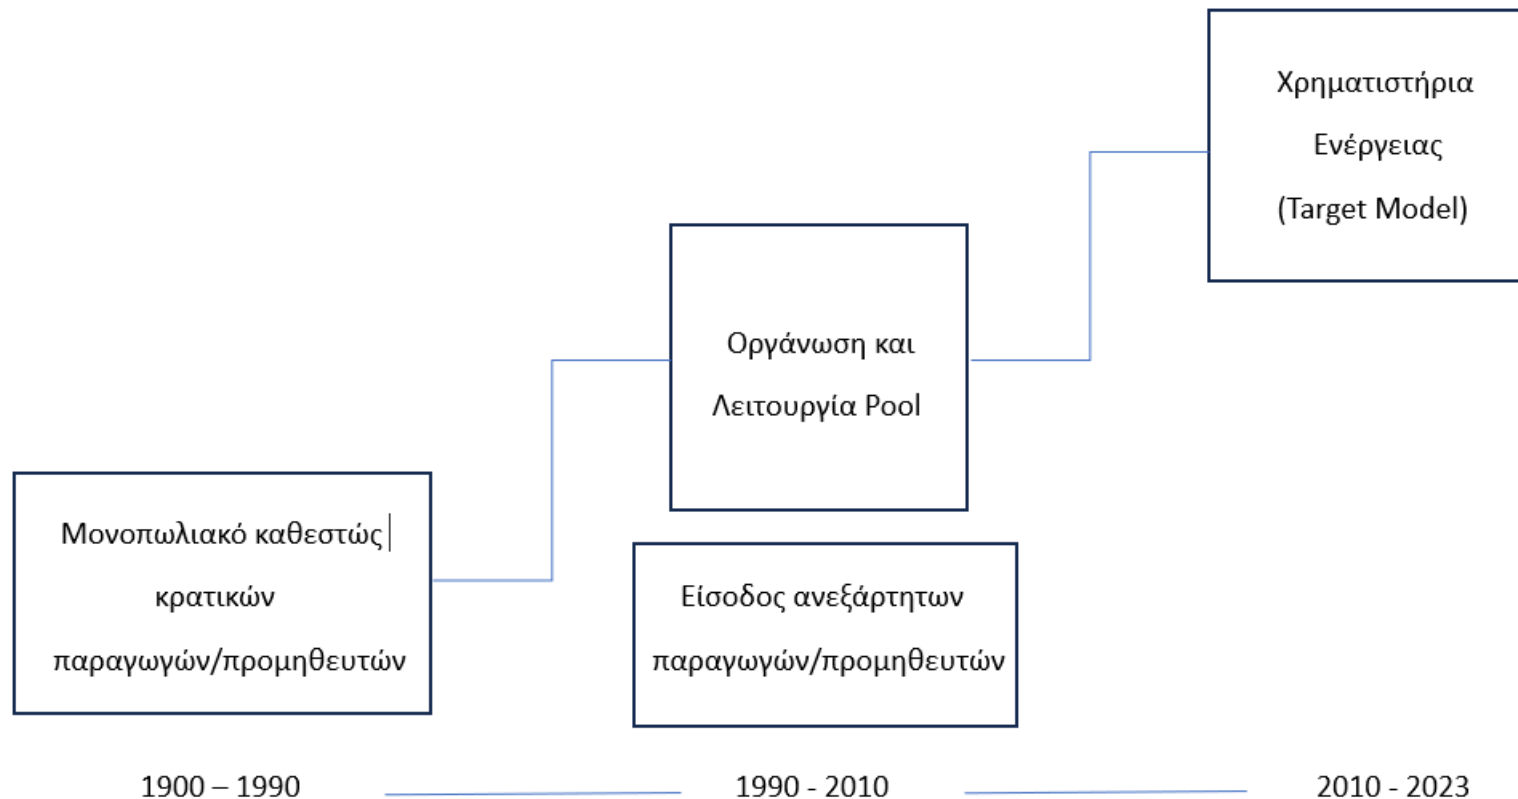 Χρηματιστήρια
Ενέργειας
(Target Model)
Οργάνωση και
Λειτουργία Pool
Μονοπωλιακό καθεστώς
κρατικών
παραγωγών/προμηθευτών
Είσοδος ανεξάρτητων
παραγωγών/προμηθευτών
1900 – 1990
1990 - 2010
2010 - 2023